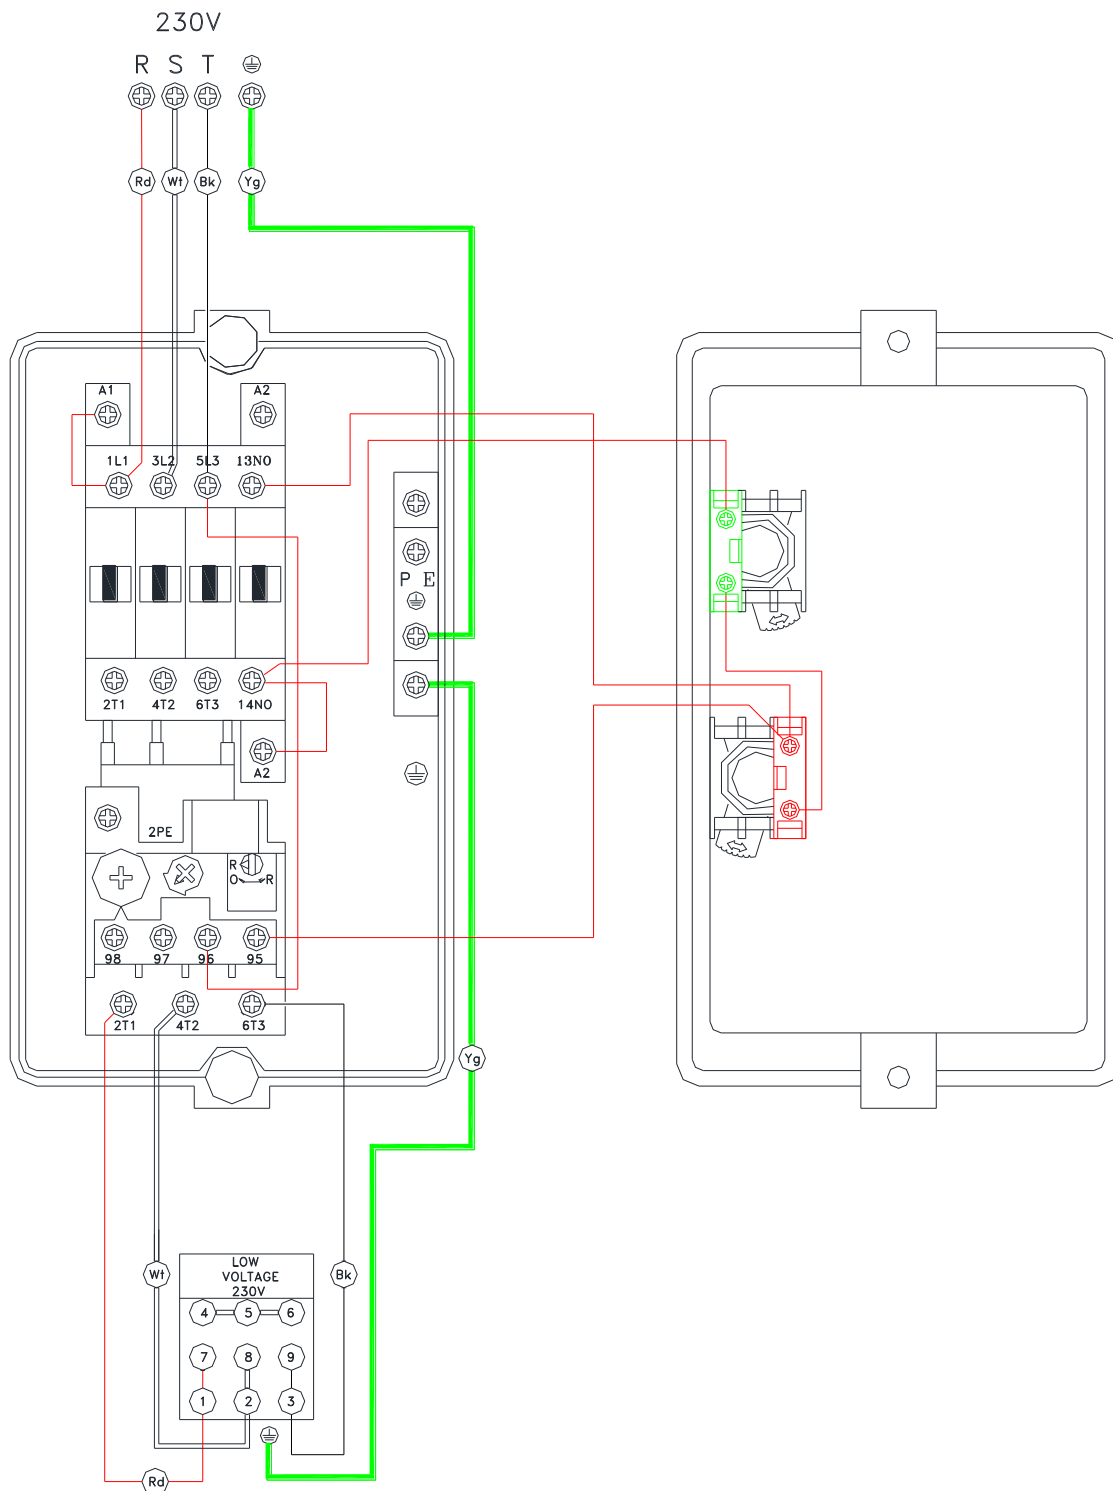 230V
R S T
Rd Wt Bk Yg
A1 A2
1L1 3L2 5L3 13NO
P E
2T1 4T2 6T3 14NO
A2
2PE
R
O R
98 97 96 95
2T1 4T2 6T3
Yg
Wt Bk
LOW
VOLTAGE
230V
4 5 6
7 8 9
1 2 3
Rd